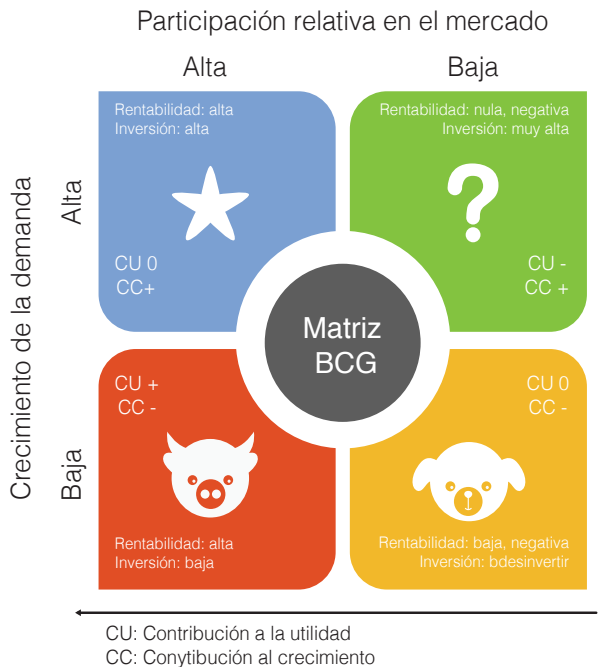 Participación relativa en el mercado
Alta
Baja
Crecimiento de la demanda
Alta
Rentabilidad: alta
Inversión: alta
CU 0
CC+
Rentabilidad: nula, negativa
Inversión: muy alta
?
CU -
CC +
Matriz
BCG
Baja
CU +
CC -
Rentabilidad: alta
Inversión: baja
CU 0
CC -
Rentabilidad: baja, negativa
Inversión: bdesinvertir
CU: Contribución a la utilidad
CC: Conytibución al crecimiento